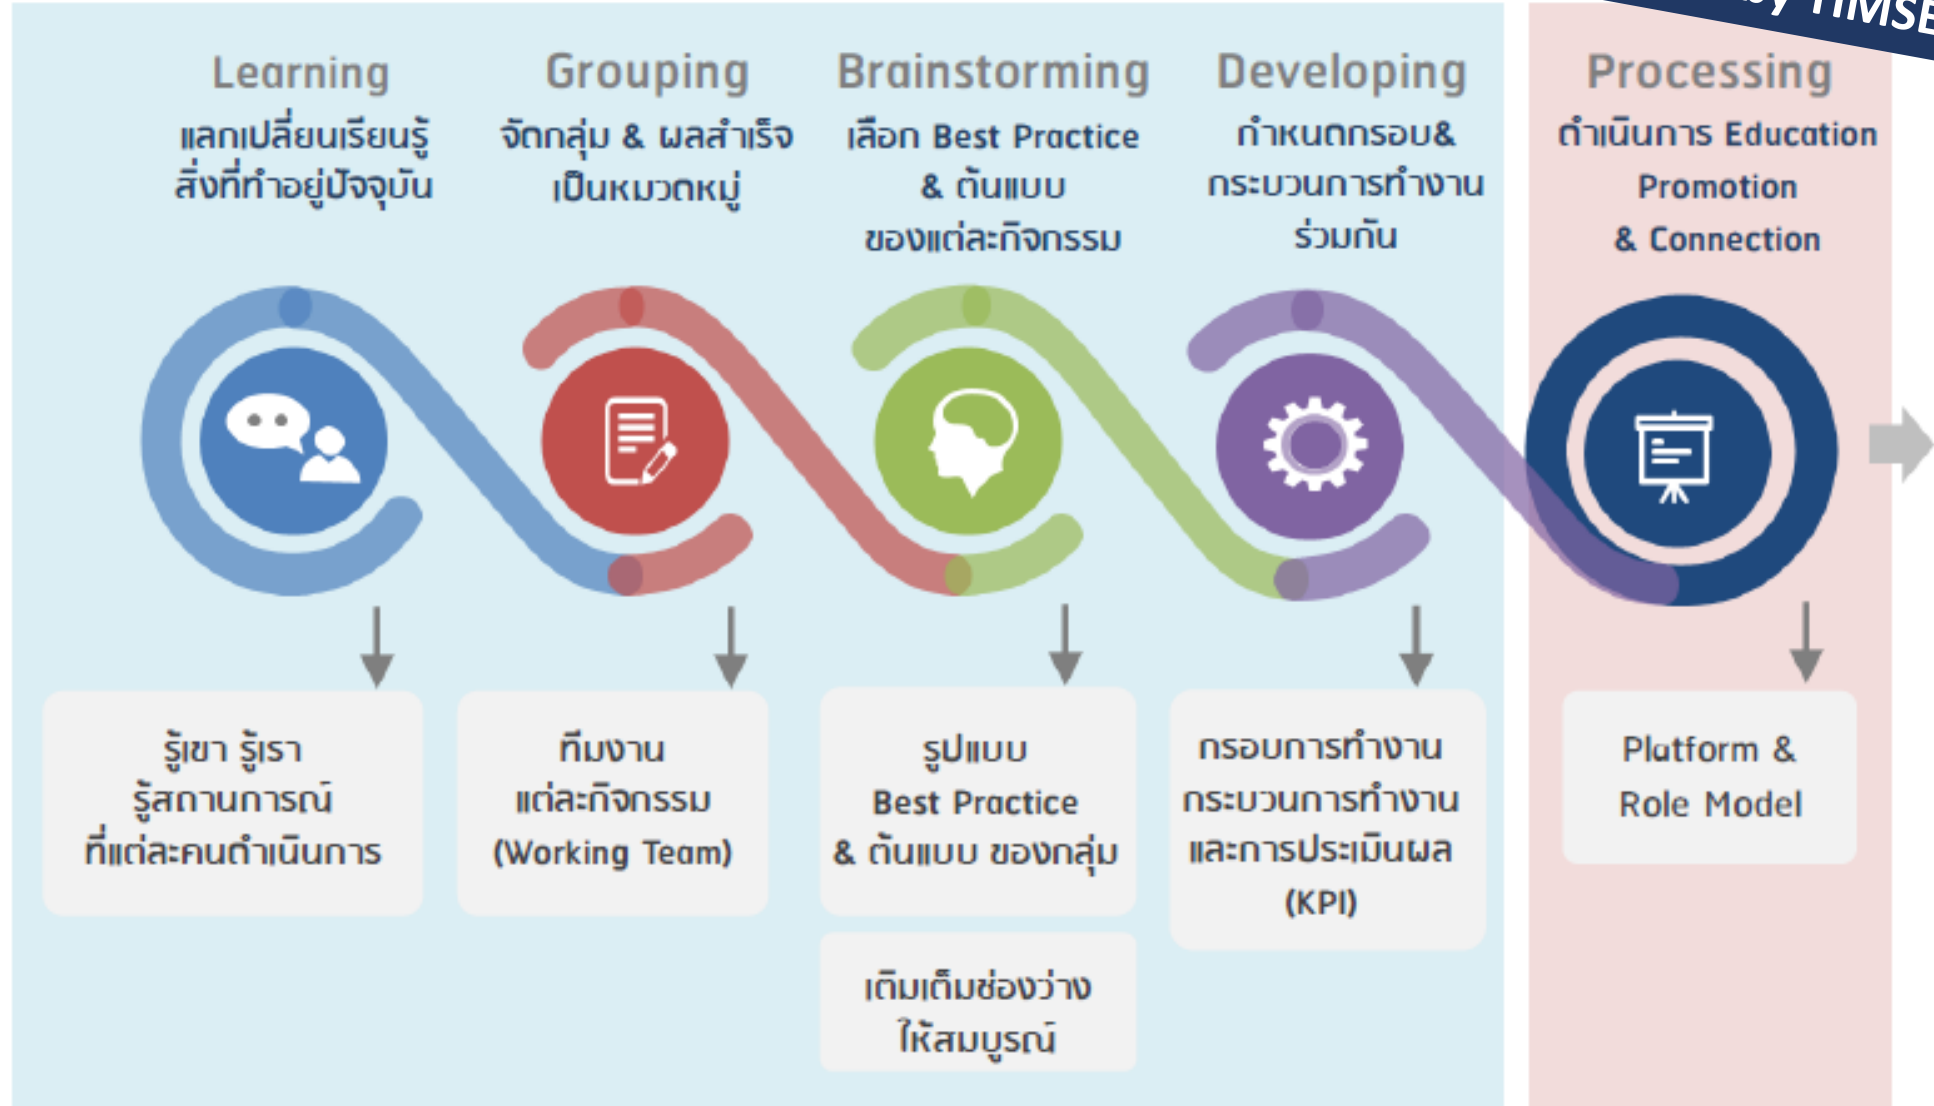 by TIMSE
Learning
แลกเปลี่ยนเรียนรู้
สิ่งที่ทำอยู่ปัจจุบัน
Grouping
จัดกลุ่ม & ผลสำเร็จ
เป็นหมวดหมู่
Brainstorming
เลือก Best Practice
& ต้นแบบ
ของแต่ละกิจกรรม
Developing
กำหนดกรอบ&
กระบวนการทำงาน
ร่วมกัน
Processing
ดำเนินการ Education
Promotion
& Connection
รู้เขา รู้เรา
รู้สถานการณ์
ที่แต่ละคนดำเนินการ
ทีมงาน
แต่ละกิจกรรม
(Working Team)
รูปแบบ
Best Practice
& ต้นแบบ ของกลุ่ม
เติมเต็มช่องว่าง
ให้สมบูรณ์
กรอบการทำงาน
กระบวนการทำงาน
และการประเมินผล
(KPI)
Platform &
Role Model